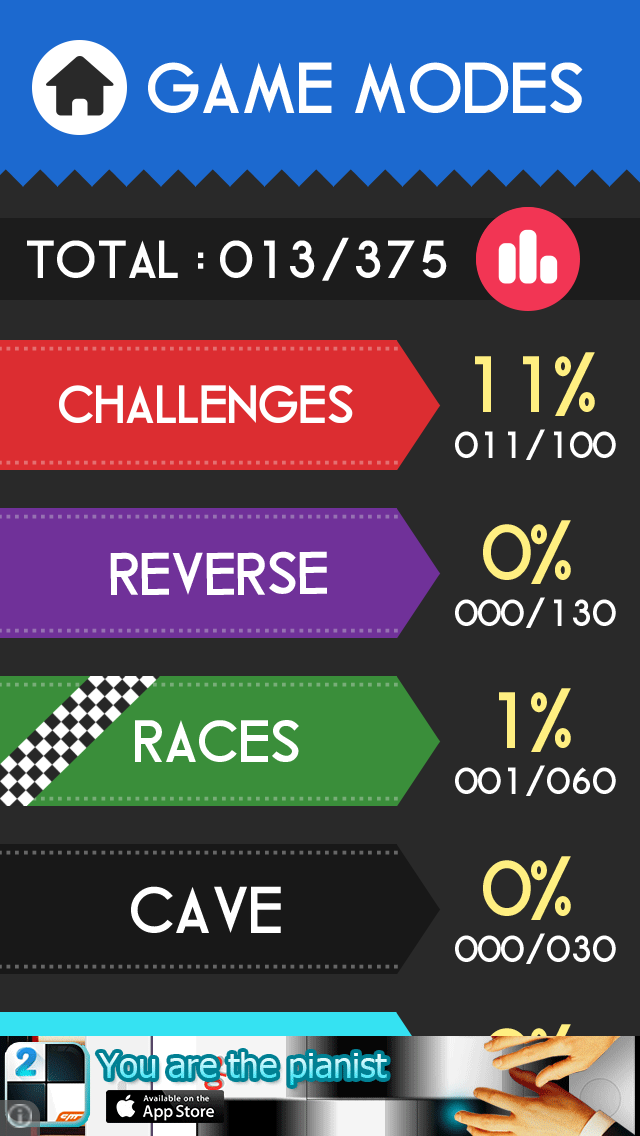 GAME MODES
TOTAL : 013/375
CHALLENGES
11%
011/100
REVERSE
0%
000/130
RACES
1%
001/060
CAVE
0%
000/030
2
You are the pianist
Available on the
App Store